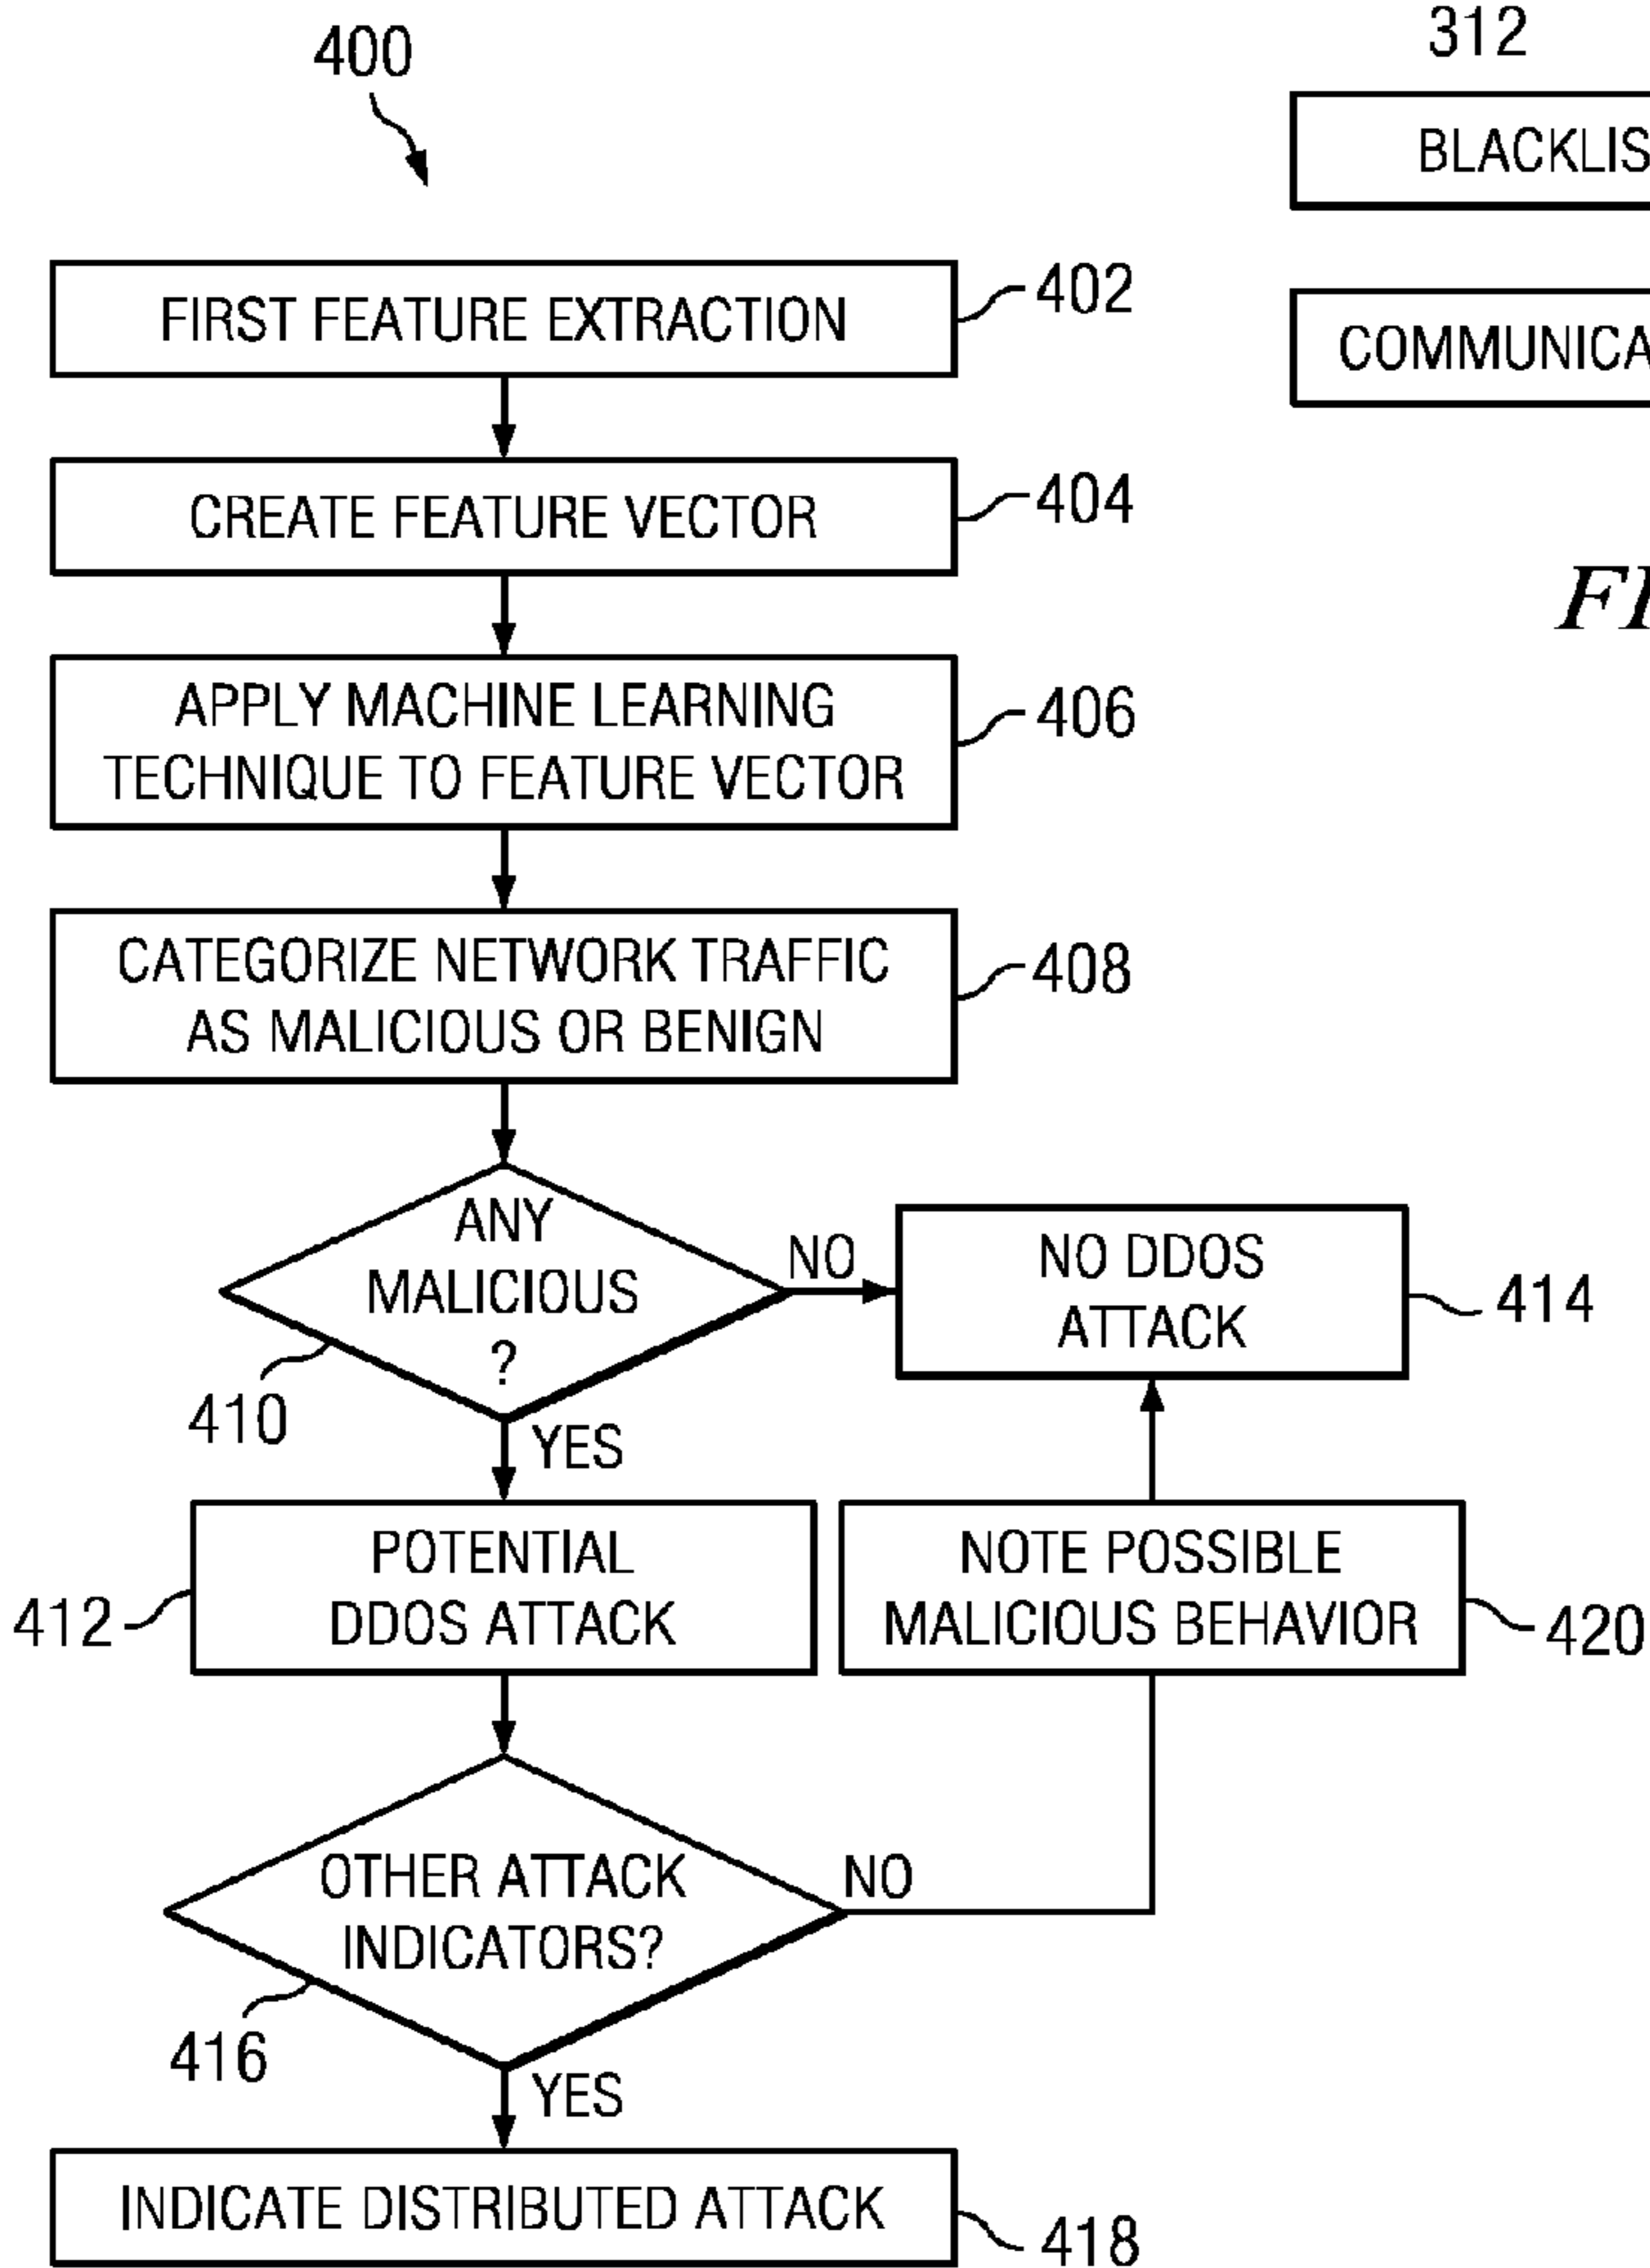 400
312
BLACKLIS
COMMUNICA
FI
FIRST FEATURE EXTRACTION
402
CREATE FEATURE VECTOR
404
APPLY MACHINE LEARNING
TECHNIQUE TO FEATURE VECTOR
406
CATEGORIZE NETWORK TRAFFIC
AS MALICIOUS OR BENIGN
408
ANY
MALICIOUS
?
410
NO
YES
NO DDOS
ATTACK
414
POTENTIAL
DDOS ATTACK
412
NOTE POSSIBLE
MALICIOUS BEHAVIOR
420
OTHER ATTACK
INDICATORS?
416
NO
YES
INDICATE DISTRIBUTED ATTACK
418